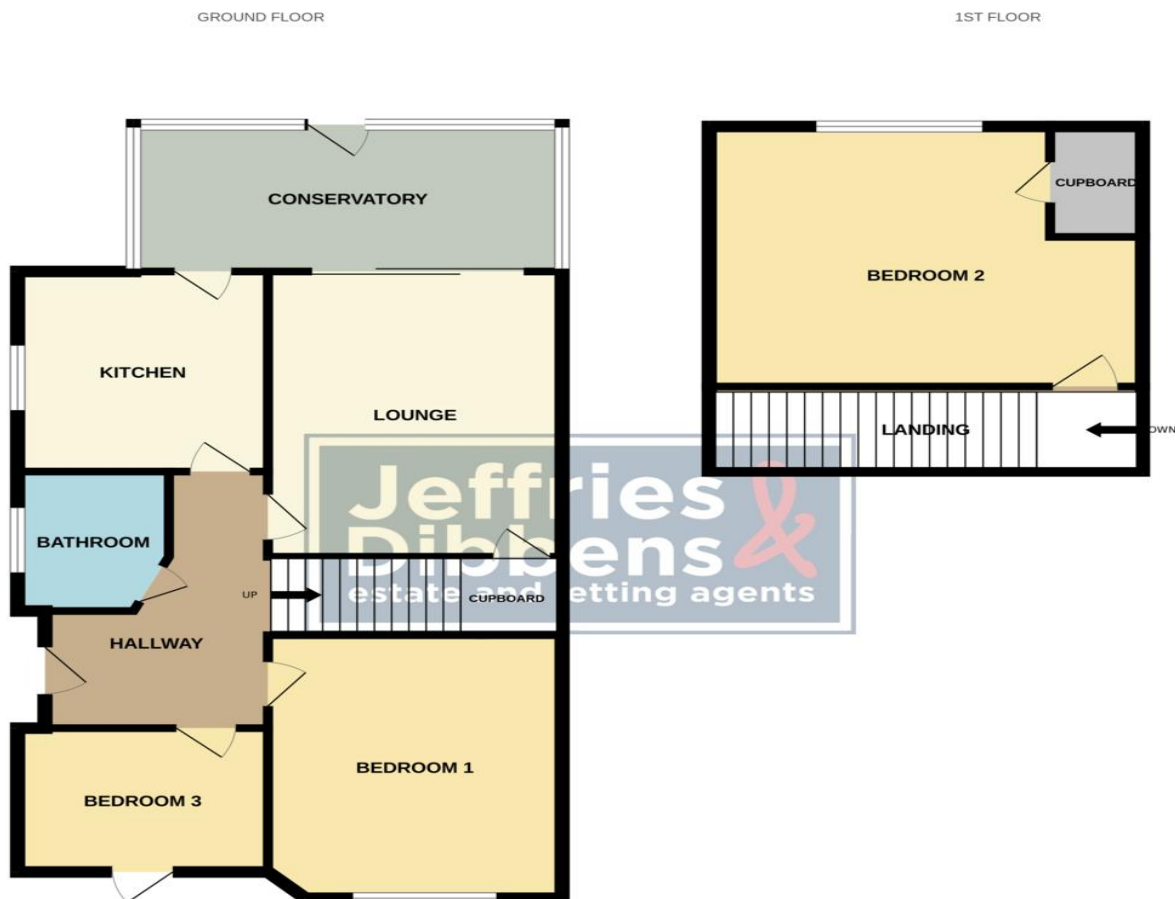 GROUND FLOOR
1ST FLOOR
CONSERVATORY
CUPBOARD
BEDROOM 2
KITCHEN
LOUNGE
LANDING
OWN
Jeffries &
Dibbens
estate and letting agents
BATHROOM
UP
CUPBOARD
HALLWAY
BEDROOM 1
BEDROOM 3